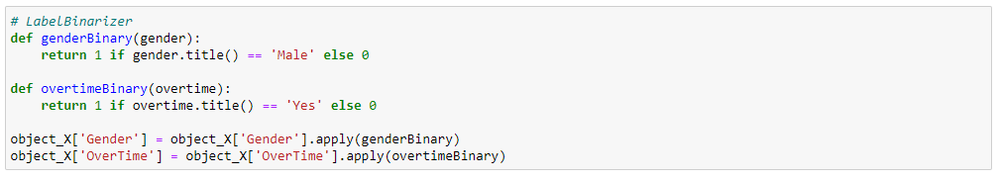 # LabelBinarizer
def genderBinary(gender):
    return 1 if gender.title() == 'Male' else 0

def overtimeBinary(overtime):
    return 1 if overtime.title() == 'Yes' else 0

object_X['Gender'] = object_X['Gender'].apply(genderBinary)
object_X['OverTime'] = object_X['OverTime'].apply(overtimeBinary)